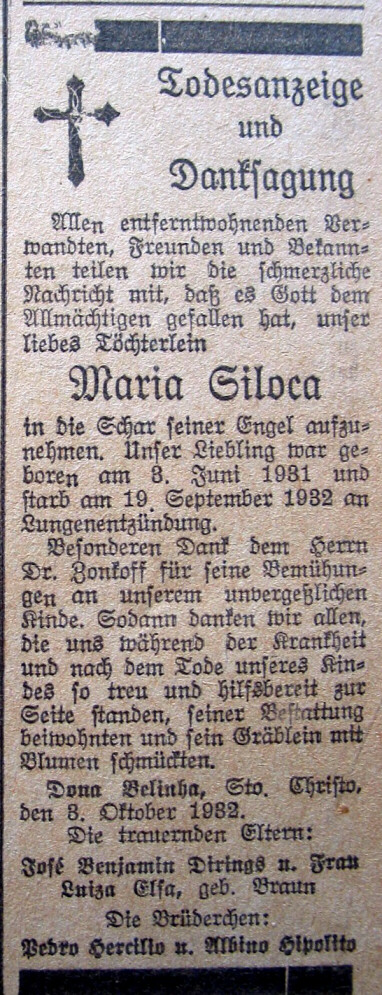 Todesanzeige
und
Danksagung
Allen entferntwohnenden Ver-
wandten, Freunden und Bekann-
ten teilen wir die schmerzliche
Nachricht mit, daß es Gott dem
Allmächtigen gefallen hat, unser
liebes Töchterlein
Maria Siloca
in die Schar seiner Engel aufzu-
nehmen. Unser Liebling war ge-
boren am 3. Juni 1931 und
starb am 19. September 1932 an
Lungenentzündung.
Besonderen Dank dem Herrn
Dr. Zonkoff für seine Bemühun-
gen an unserem unvergeßlichen
Kinde. Sodann danken wir allen,
die uns während der Krankheit
und nach dem Tode unseres Kin-
des so treu und hilfsbereit zur
Seite standen, seiner Bestattung
beiwohnten und sein Gräblein mit
Blumen schmückten.
Dona Belinha, Sto. Christo,
den 3. Oktober 1932.
Die trauernden Eltern:
José Benjamin Dirings u. Frau
Luiza Elsa, geb. Braun
Die Brüderchen:
Pedro Hercilio u. Albino Hipolito